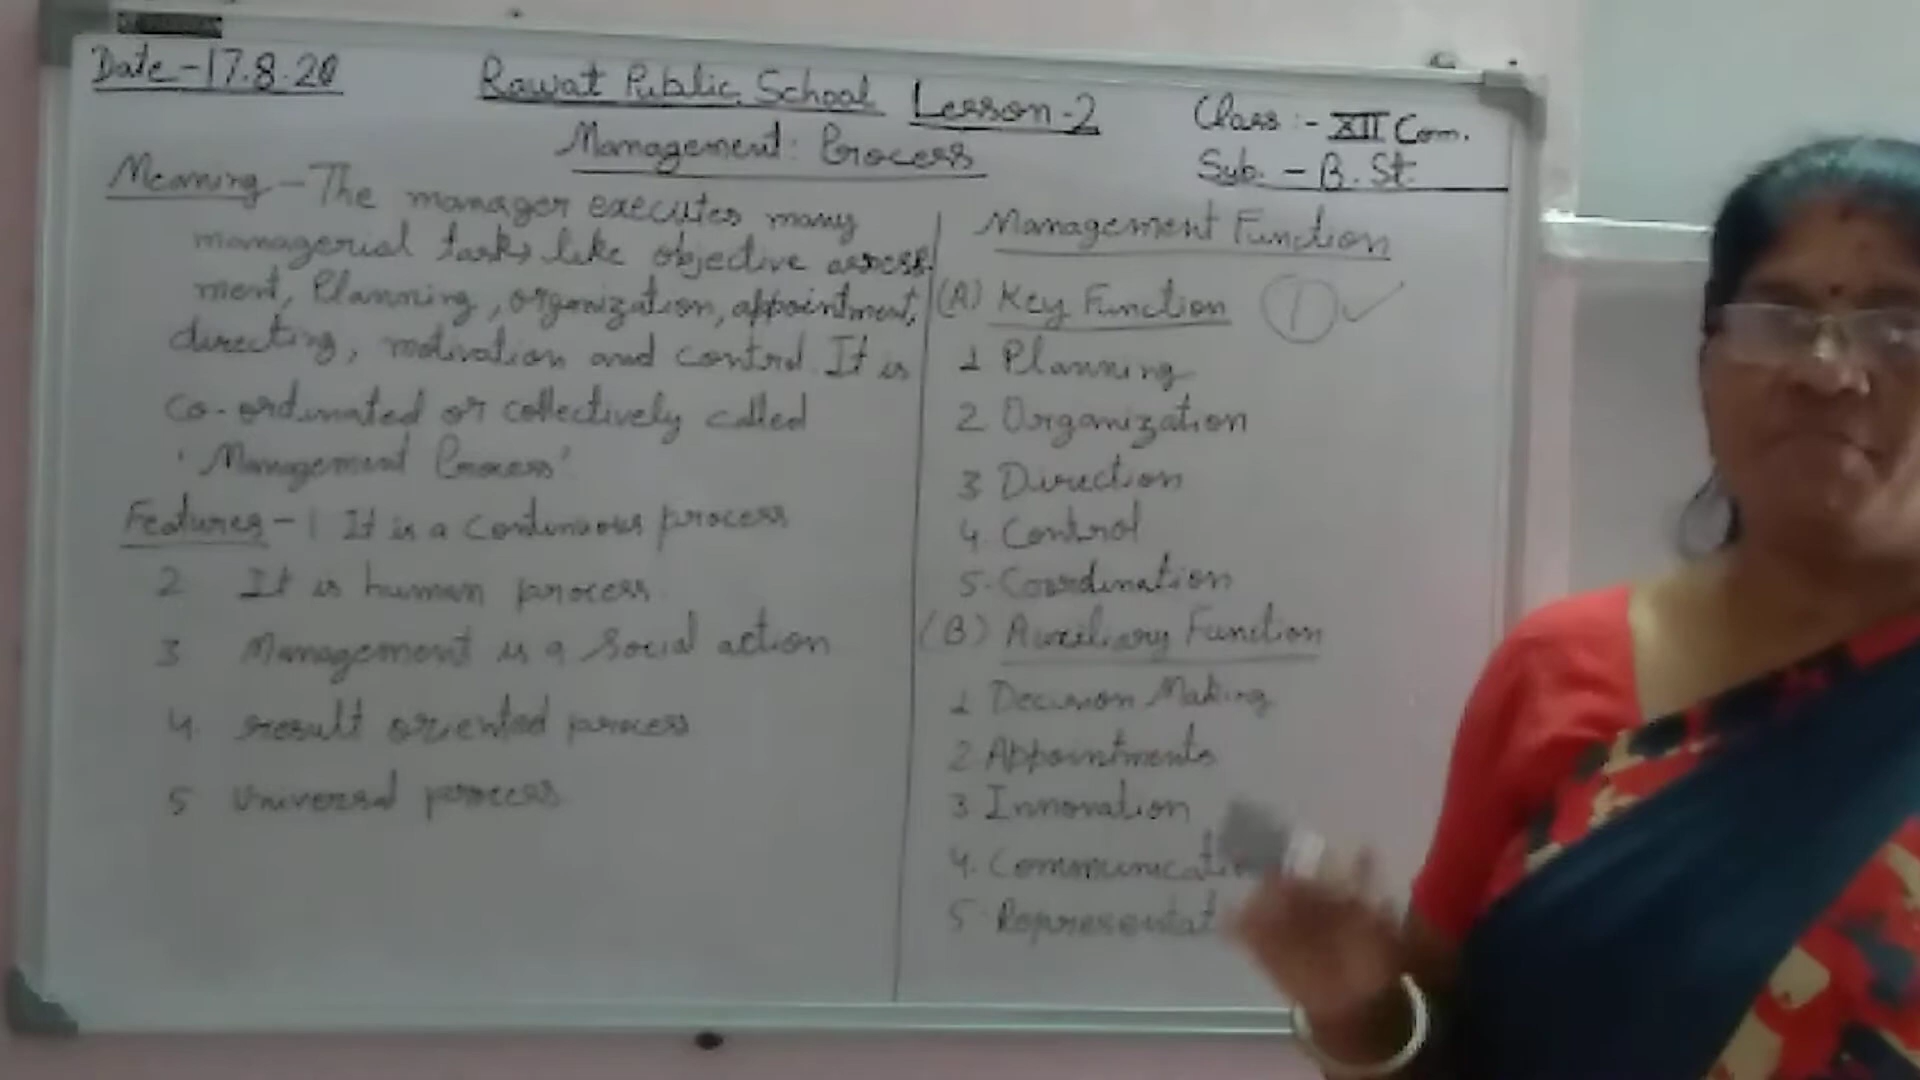 Date-17.8.20
Rawat Public School Lesson-2
Class:- XII Com.
Management: Process
Sub. - B. St.
Meaning - The manager executes many
managerial tasks like objective assess-
ment, Planning, organization, appointment,
directing, motivation and control. It is
co-ordinated or collectively called
'Management Process'
Features - 1 It is a continuous process
2 It is human process.
3 Management is a Social action
4. result oriented process
5 Universal process
Management Function
(A) Key Function 1 ✓
1 Planning
2 Organization
3 Direction
4. Control
5. Coordination
(B) Auxiliary Function
1 Decision Making
2 Appointments
3 Innovation
4. Communicatio
5. Representat